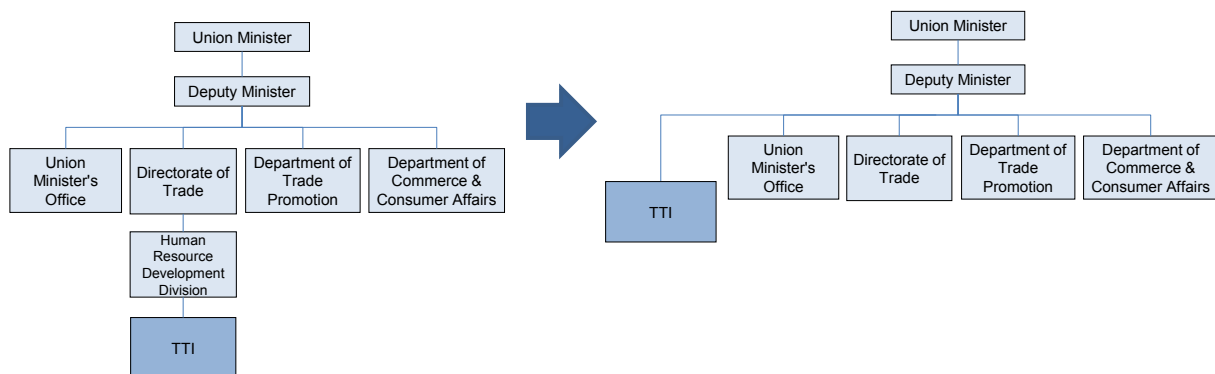 Union Minister
Deputy Minister
Union
Minister's
Office
Directorate of
Trade
Department of
Trade
Promotion
Department of
Commerce &
Consumer Affairs
Human
Resource
Development
Division
TTI
Union Minister
Deputy Minister
TTI
Union
Minister's
Office
Directorate of
Trade
Department of
Trade
Promotion
Department of
Commerce &
Consumer Affairs